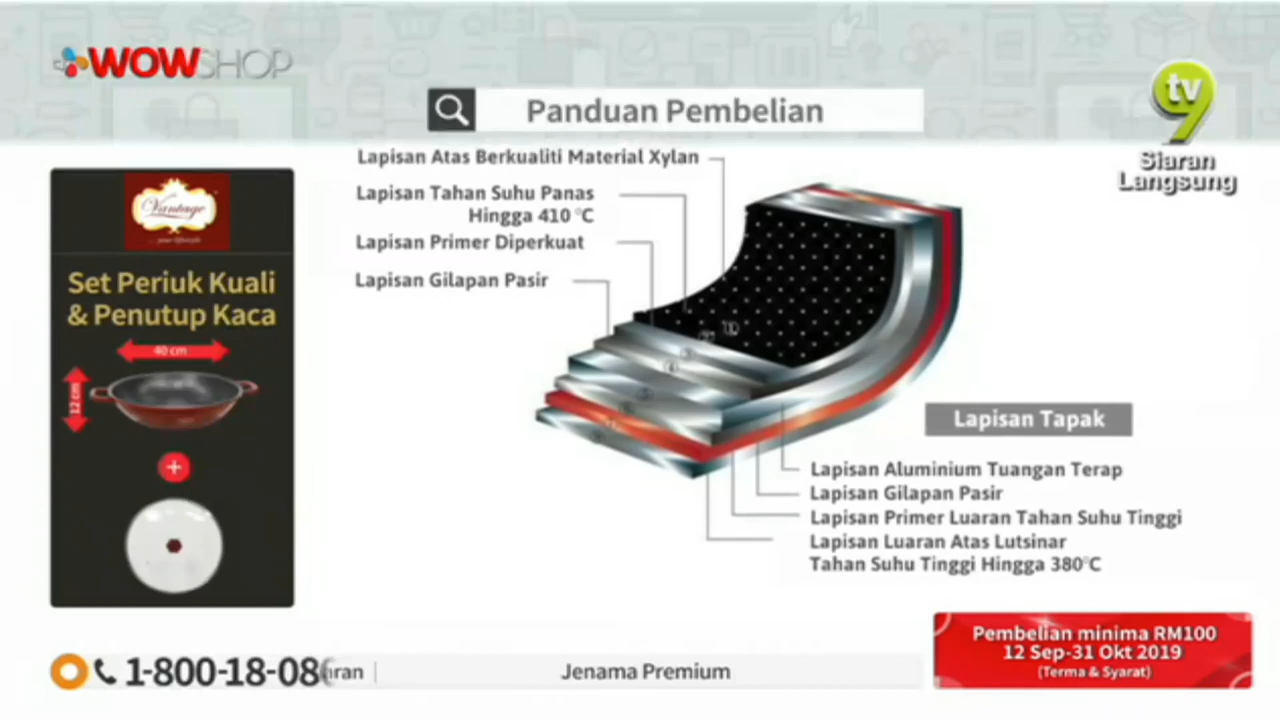 WOWSHOP
Panduan Pembelian
tv9
Siaran
Langsung
Lapisan Atas Berkualiti Material Xylan
Lapisan Tahan Suhu Panas
Hingga 410 °C
Lapisan Primer Diperkuat
Lapisan Gilapan Pasir
Vantage
... your lifestyle
Set Periuk Kuali
& Penutup Kaca
40 cm
12 cm
+
Lapisan Tapak
Lapisan Aluminium Tuangan Terap
Lapisan Gilapan Pasir
Lapisan Primer Luaran Tahan Suhu Tinggi
Lapisan Luaran Atas Lutsinar
Tahan Suhu Tinggi Hingga 380°C
Pembelian minima RM100
12 Sep-31 Okt 2019
(Terma & Syarat)
1-800-18-08
aran |
Jenama Premium